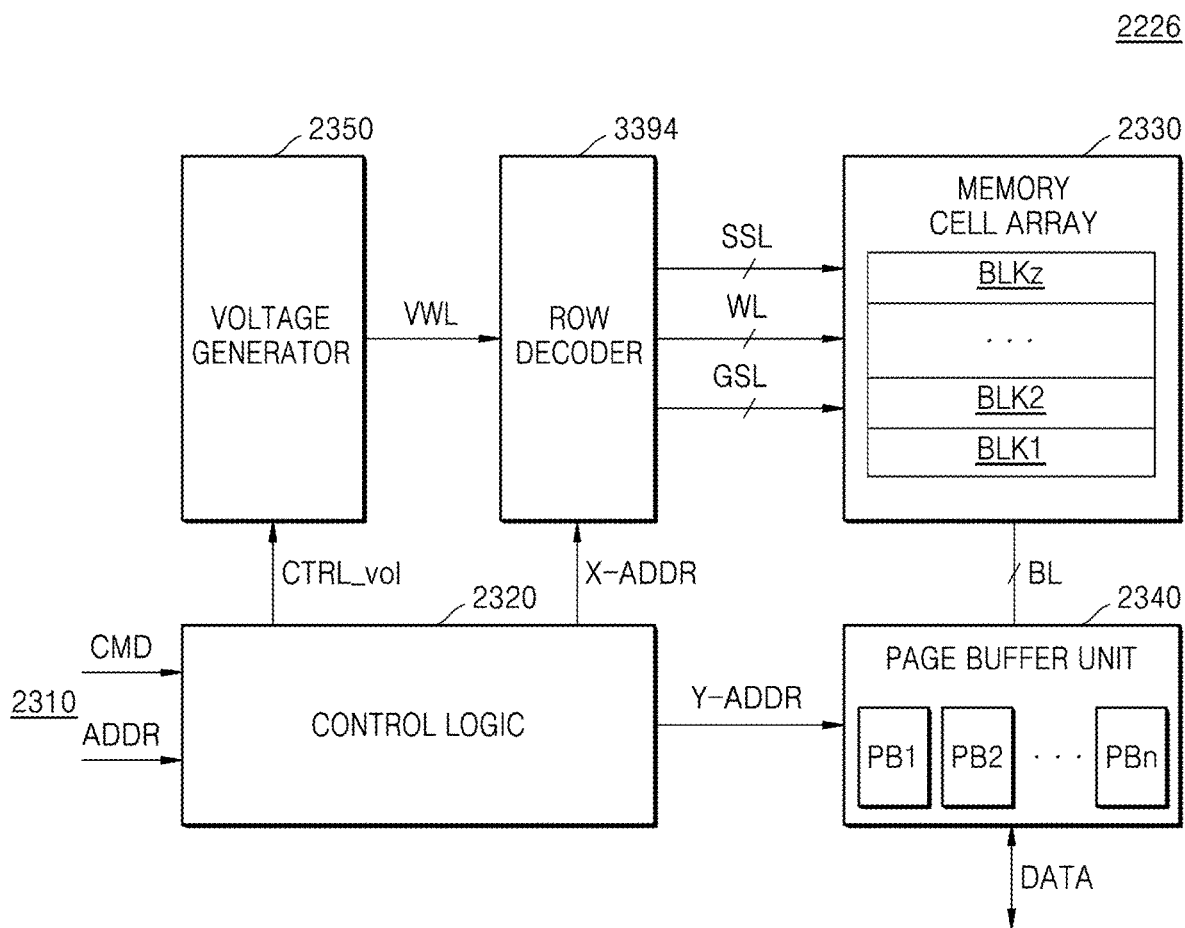 2226
2350
3394
2330
VOLTAGE
GENERATOR
VWL
ROW
DECODER
SSL
WL
GSL
MEMORY
CELL ARRAY
BLKz
. . .
BLK2
BLK1
CTRL_vol
X-ADDR
BL
2320
2340
CMD
2310
ADDR
CONTROL LOGIC
Y-ADDR
PAGE BUFFER UNIT
PB1
PB2
. . .
PBn
DATA